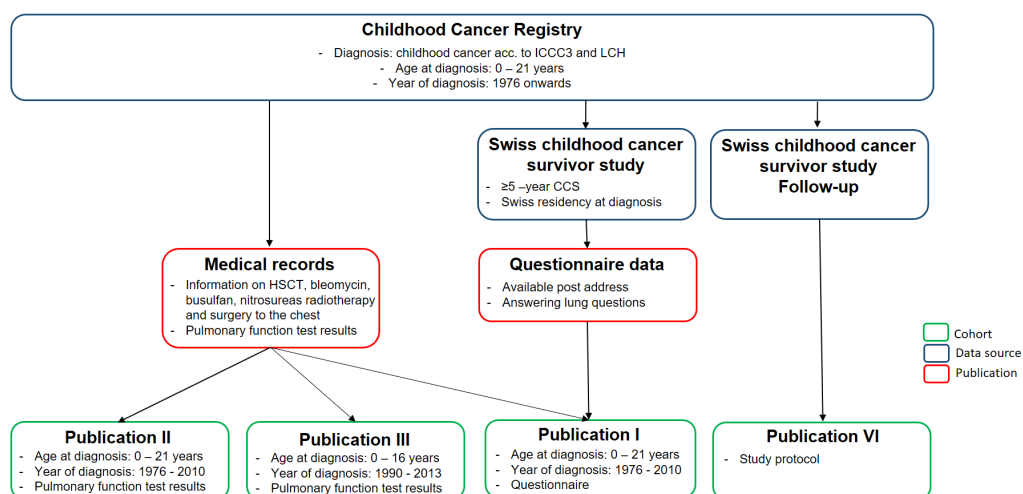 Childhood Cancer Registry
- Diagnosis: childhood cancer acc. to ICCC3 and LCH
- Age at diagnosis: 0 – 21 years
- Year of diagnosis: 1976 onwards
Swiss childhood cancer
survivor study
- ≥5 –year CCS
- Swiss residency at diagnosis
Swiss childhood cancer
survivor study
Follow-up
Medical records
- Information on HSCT, bleomycin,
busulfan, nitrosureas radiotherapy
and surgery to the chest
- Pulmonary function test results
Questionnaire data
- Available post address
- Answering lung questions
Cohort
Data source
Publication
Publication II
- Age at diagnosis: 0 – 21 years
- Year of diagnosis: 1976 - 2010
- Pulmonary function test results
Publication III
- Age at diagnosis: 0 – 16 years
- Year of diagnosis: 1990 - 2013
- Pulmonary function test results
Publication I
- Age at diagnosis: 0 – 21 years
- Year of diagnosis: 1976 - 2010
- Questionnaire
Publication VI
- Study protocol